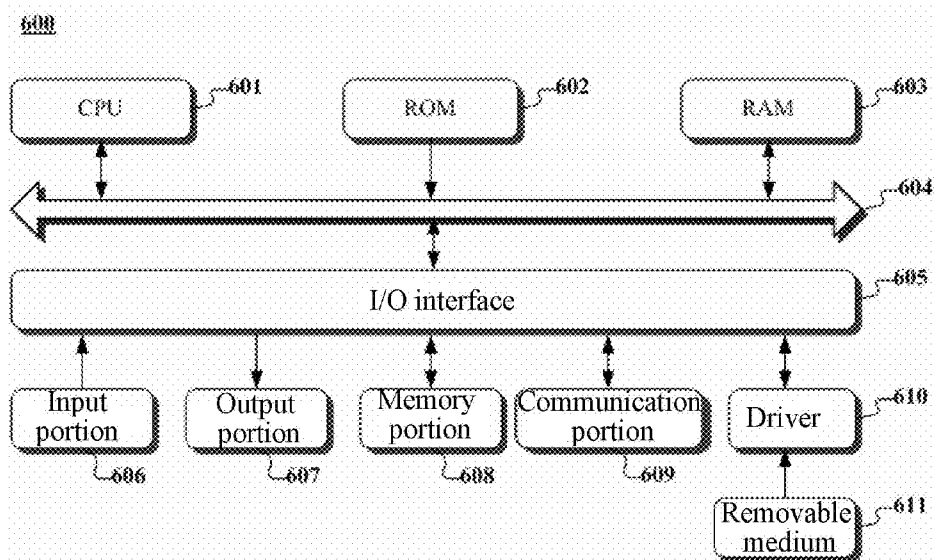 600
CPU
601
ROM
602
RAM
603
604
I/O interface
605
Input
portion
606
Output
portion
607
Memory
portion
608
Communication
portion
609
Driver
610
Removable
medium
611